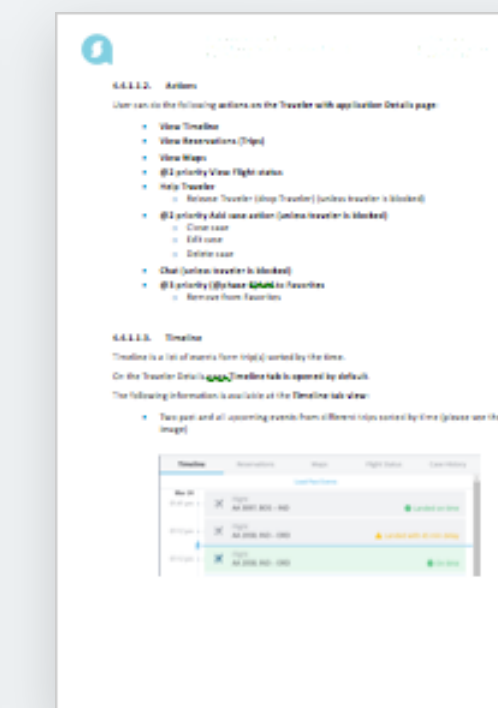 4.4.1.1.2. Actions
User can do the following actions on the Traveler with application Details page:
View Timeline
View Reservations (Trips)
View Maps
@2 priority View Flight status
Help Traveler
Release Traveler (drop Traveler) (unless traveler is blocked)
@2 priority Add case action (unless traveler is blocked)
Close case
Edit case
Delete case
Chat (unless traveler is blocked)
@3 priority (@phase to Favorites
Remove from Favorites
4.4.1.1.3. Timeline
Timeline is a list of events form trip(s) sorted by the time.
On the Traveler Details page Timeline tab is opened by default.
The following information is available at the Timeline tab view:
Two past and all upcoming events from different trips sorted by time (please see the
image)
Timeline Reservations Maps Flight Status Case History
Load Past Events
Flight
Landed on time
Flight
Flight
On time